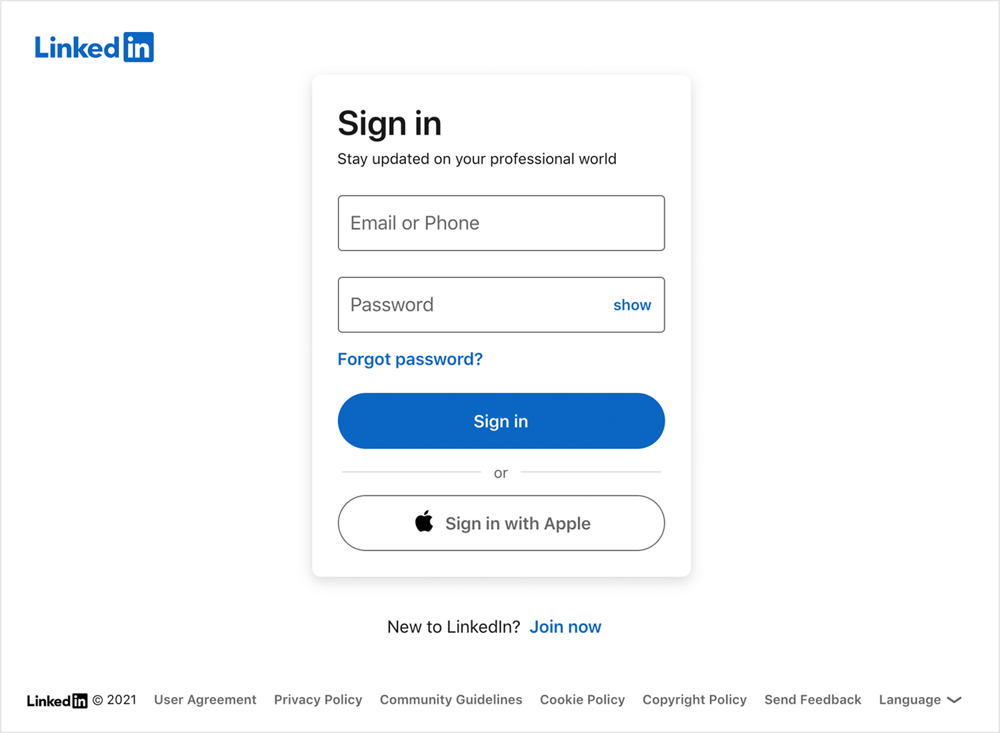 LinkedIn
Sign in
Stay updated on your professional world
Email or Phone
Password show
Forgot password?
Sign in
or
Sign in with Apple
New to LinkedIn? Join now
LinkedIn © 2021 User Agreement Privacy Policy Community Guidelines Cookie Policy Copyright Policy Send Feedback Language